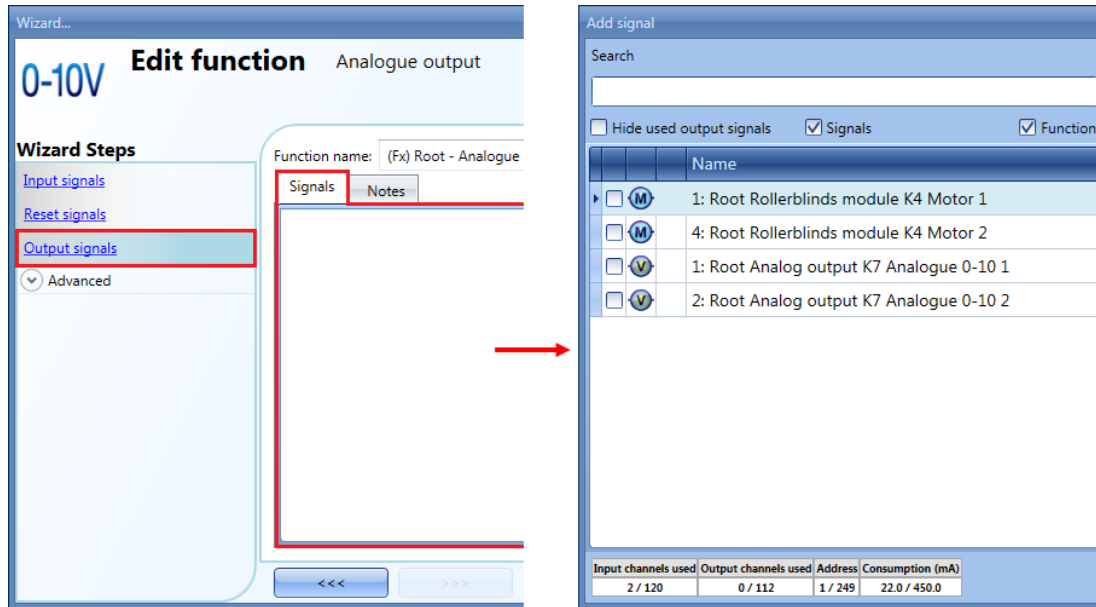 Wizard...
0-10V
Edit function Analogue output
Wizard Steps
Input signals
Reset signals
Output signals
Advanced
Function name: (Fx) Root - Analogue
Signals Notes
<<< >>>
Add signal
Search
Hide used output signals Signals Function
Name
M 1: Root Rollerblinds module K4 Motor 1
M 4: Root Rollerblinds module K4 Motor 2
V 1: Root Analog output K7 Analogue 0-10 1
V 2: Root Analog output K7 Analogue 0-10 2
Input channels used Output channels used Address Consumption (mA)
2 / 120 0 / 112 1 / 249 22.0 / 450.0